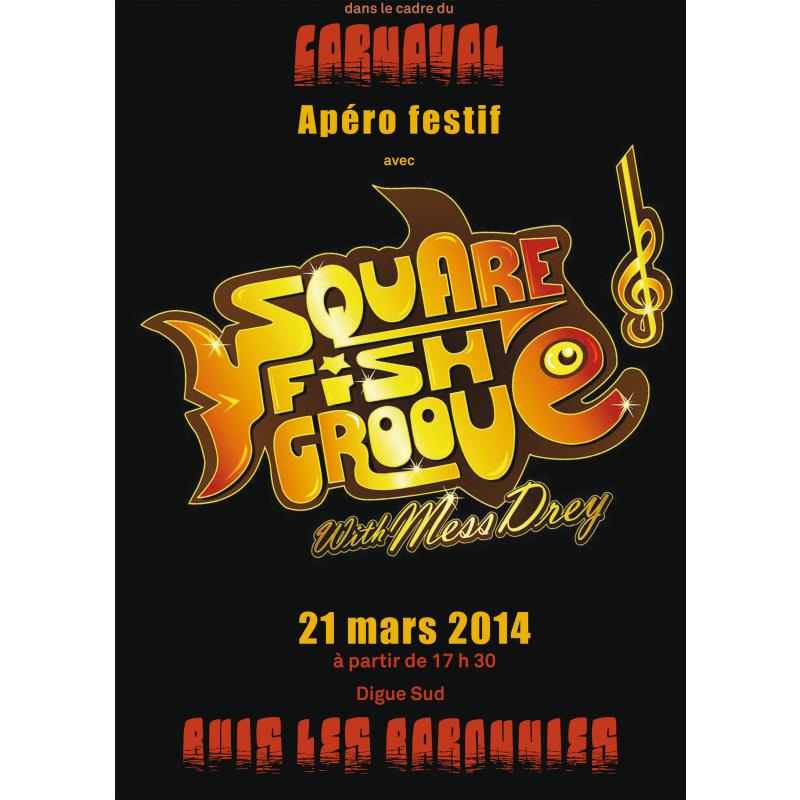 dans le cadre du
CARNAVAL
Apéro festif
avec
SQUARE
FiSH
GROOVe
With Mess Drey
21 mars 2014
à partir de 17 h 30
Digue Sud
BUIS LES BARONNIES